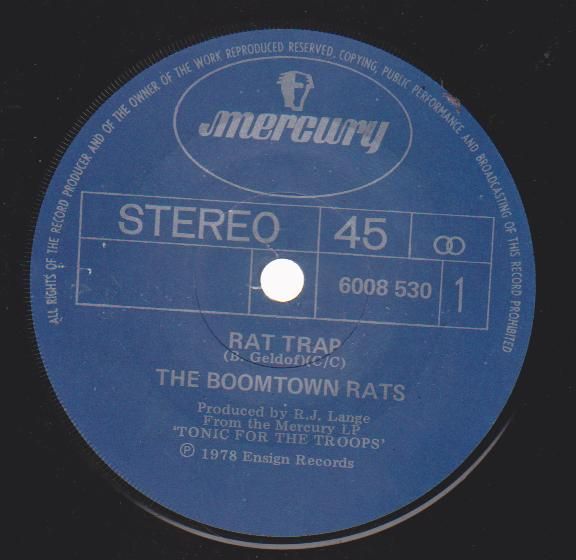 ALL RIGHTS OF THE RECORD PRODUCER AND OF THE OWNER OF THE WORK REPRODUCED RESERVED. COPYING, PUBLIC PERFORMANCE AND BROADCASTING OF THIS RECORD PROHIBITED
mercury
STEREO 45
6008 530 1
RAT TRAP
(B. Geldof)(C/C)
THE BOOMTOWN RATS
Produced by R.J. Lange
From the Mercury LP
'TONIC FOR THE TROOPS'
℗ 1978 Ensign Records